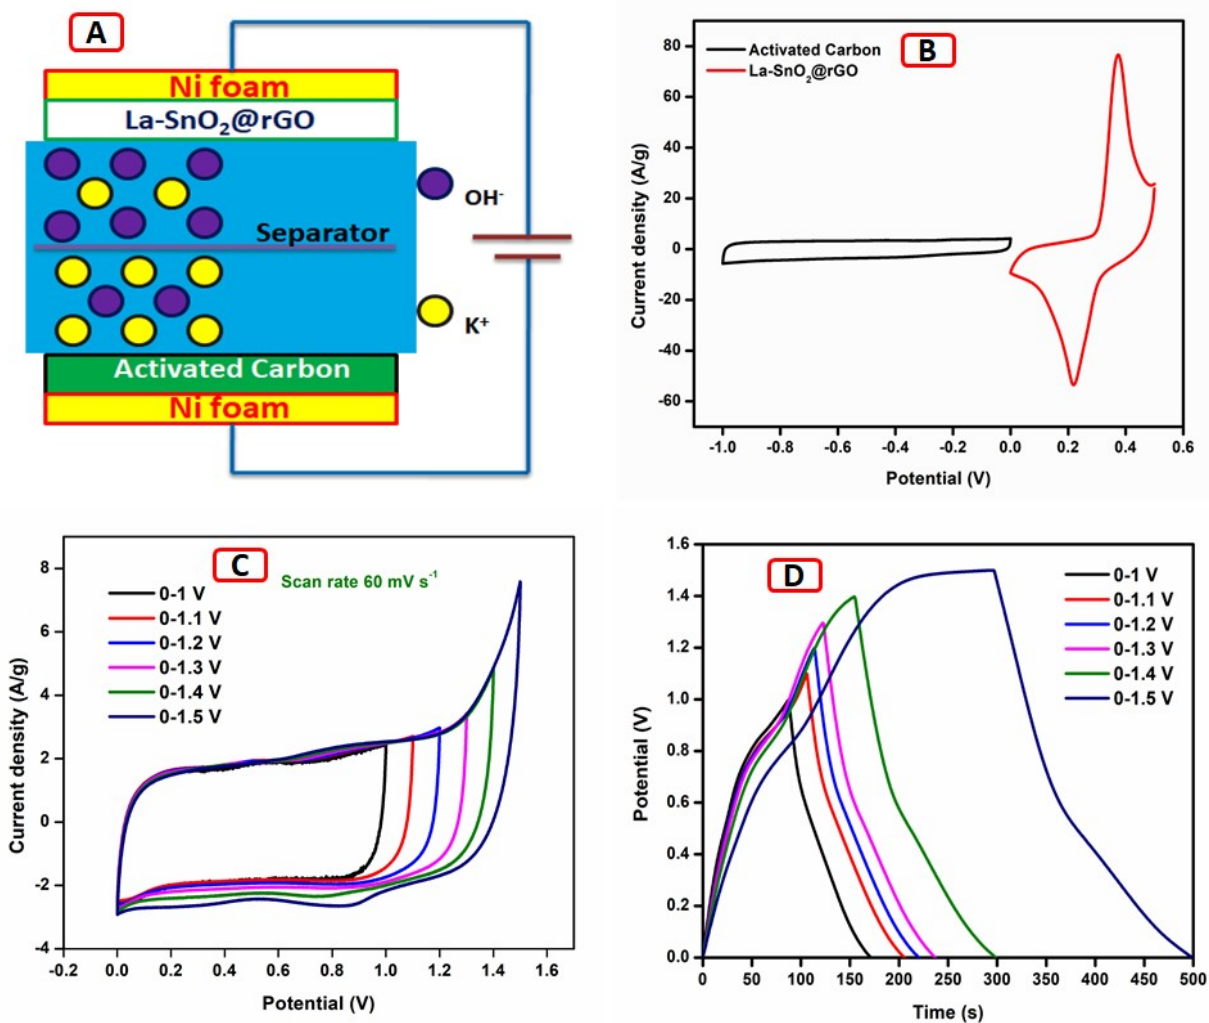 A
Ni foam
La-SnO₂@rGO
OH-
Separator
K+
Activated Carbon
Ni foam
B
Activated Carbon
La-SnO₂@rGO
80
60
40
20
0
-20
-40
-60
Current density (A/g)
-1.0 -0.8 -0.6 -0.4 -0.2 0.0 0.2 0.4 0.6
Potential (V)
C
Scan rate 60 mV s⁻¹
0-1 V
0-1.1 V
0-1.2 V
0-1.3 V
0-1.4 V
0-1.5 V
8
6
4
2
0
-2
-4
Current density (A/g)
-0.2 0.0 0.2 0.4 0.6 0.8 1.0 1.2 1.4 1.6
Potential (V)
D
0-1 V
0-1.1 V
0-1.2 V
0-1.3 V
0-1.4 V
0-1.5 V
1.6
1.4
1.2
1.0
0.8
0.6
0.4
0.2
0.0
Potential (V)
0 50 100 150 200 250 300 350 400 450 500
Time (s)